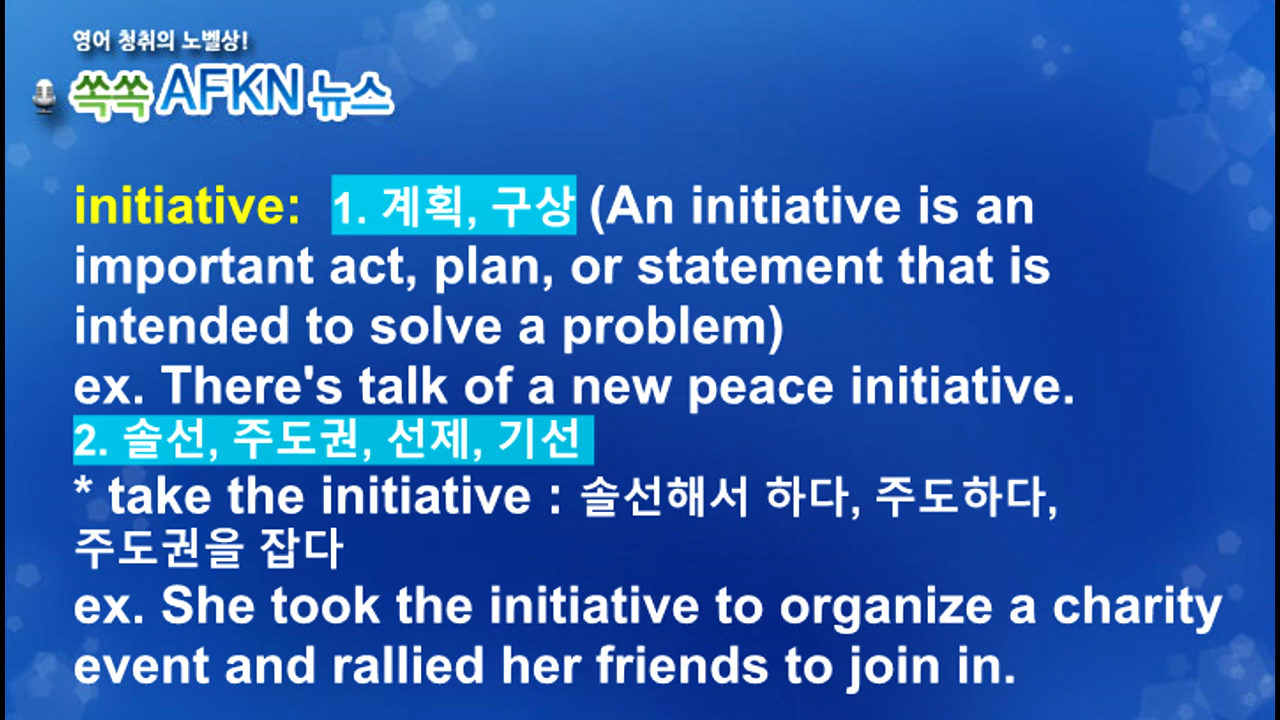 영어 청취의 노벨상!
쏙쏙 AFKN 뉴스
initiative: 1. 계획, 구상 (An initiative is an
important act, plan, or statement that is
intended to solve a problem)
ex. There's talk of a new peace initiative.
2. 솔선, 주도권, 선제, 기선
* take the initiative : 솔선해서 하다, 주도하다,
주도권을 잡다
ex. She took the initiative to organize a charity
event and rallied her friends to join in.